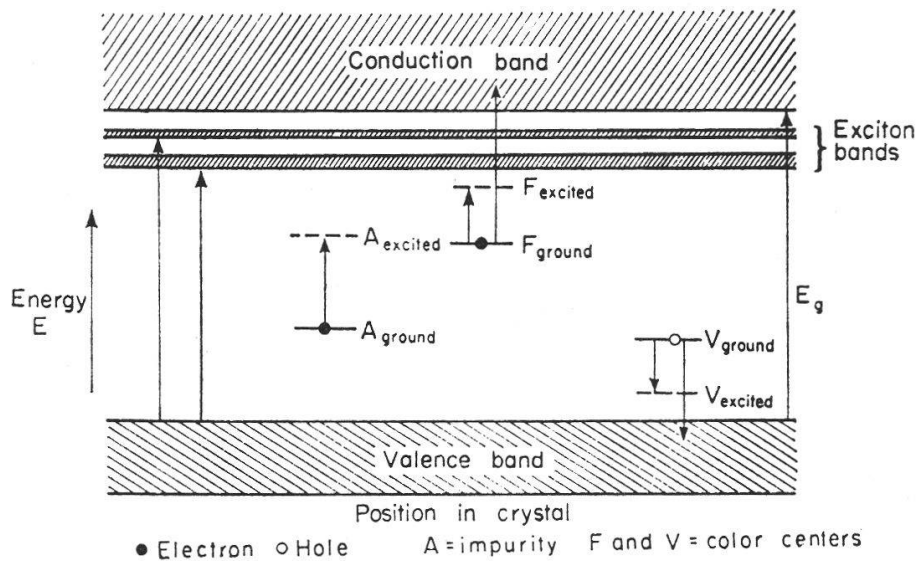 Conduction band
Exciton bands
F excited
A excited
F ground
Energy E
E g
A ground
V ground
V excited
Valence band
Position in crystal
● Electron ○ Hole A = impurity F and V = color centers